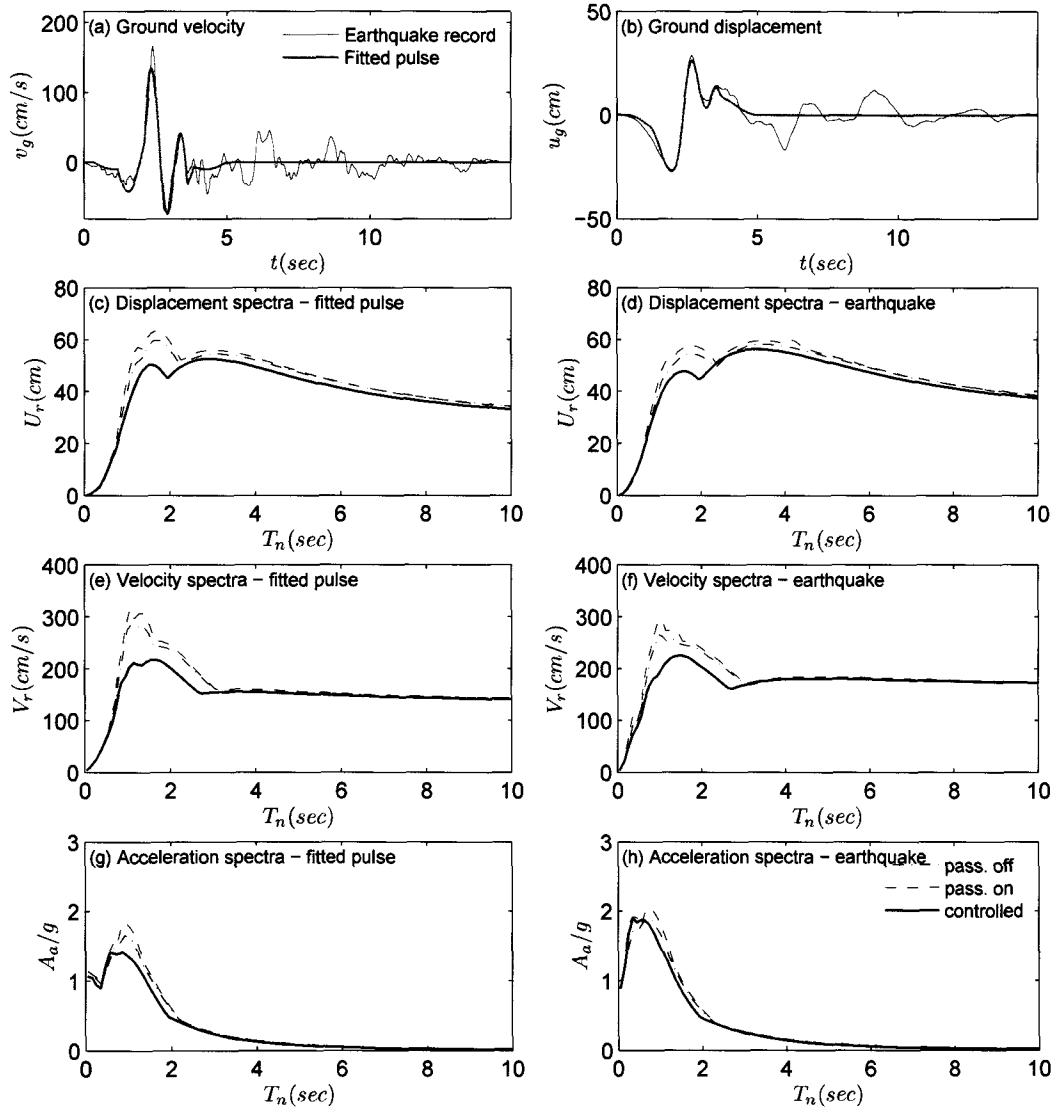 (a) Ground velocity
Earthquake record
Fitted pulse
200
100
0
v_g(cm/s)
0 5 10
t(sec)
(b) Ground displacement
50
0
−50
u_g(cm)
0 5 10
t(sec)
(c) Displacement spectra − fitted pulse
80
60
40
20
0
U_r(cm)
0 2 4 6 8 10
T_n(sec)
(d) Displacement spectra − earthquake
80
60
40
20
0
U_r(cm)
0 2 4 6 8 10
T_n(sec)
(e) Velocity spectra − fitted pulse
400
300
200
100
0
V_r(cm/s)
0 2 4 6 8 10
T_n(sec)
(f) Velocity spectra − earthquake
400
300
200
100
0
V_r(cm/s)
0 2 4 6 8 10
T_n(sec)
(g) Acceleration spectra − fitted pulse
3
2
1
0
A_a/g
0 2 4 6 8 10
T_n(sec)
(h) Acceleration spectra − earthquake
pass. off
pass. on
controlled
3
2
1
0
A_a/g
0 2 4 6 8 10
T_n(sec)